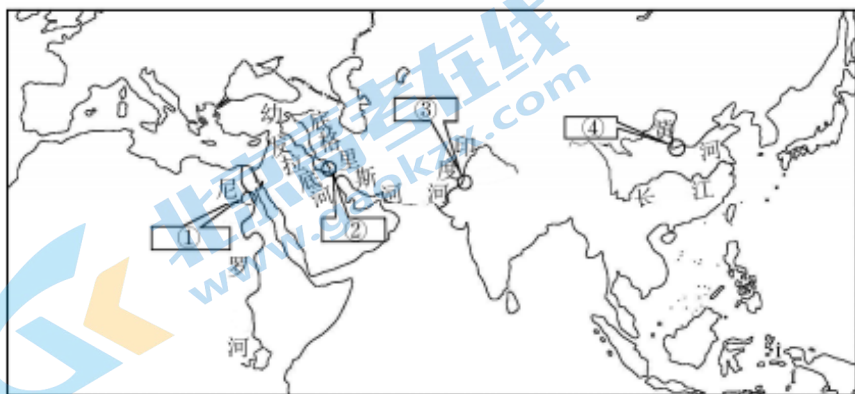 ①
②
③
④
尼罗河
幼发拉底河
底格里斯河
印度河
黄河
长江
北京高考在线
www.gaokzx.com